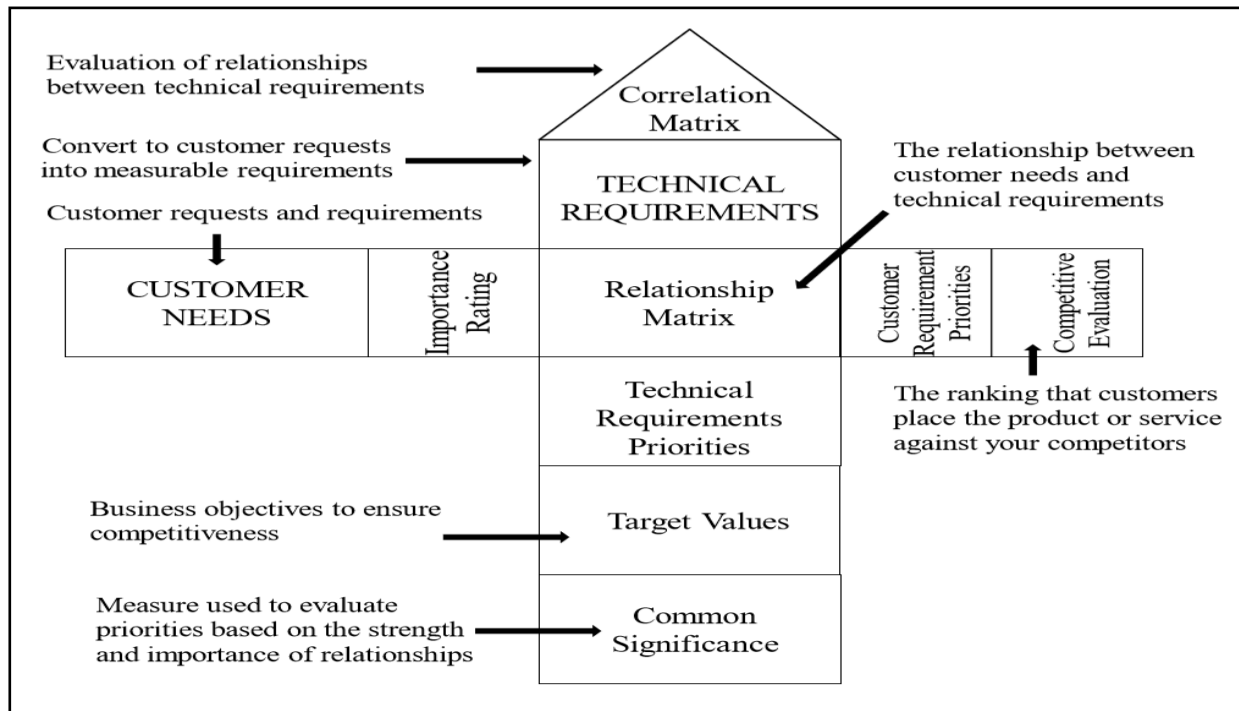 Evaluation of relationships
between technical requirements
Correlation
Matrix
Convert to customer requests
into measurable requirements
TECHNICAL
REQUIREMENTS
The relationship between
customer needs and
technical requirements
Customer requests and requirements
CUSTOMER
NEEDS
Importance
Rating
Relationship
Matrix
Customer
Requirement
Priorities
Competitive
Evaluation
Technical
Requirements
Priorities
The ranking that customers
place the product or service
against your competitors
Business objectives to ensure
competitiveness
Target Values
Measure used to evaluate
priorities based on the strength
and importance of relationships
Common
Significance